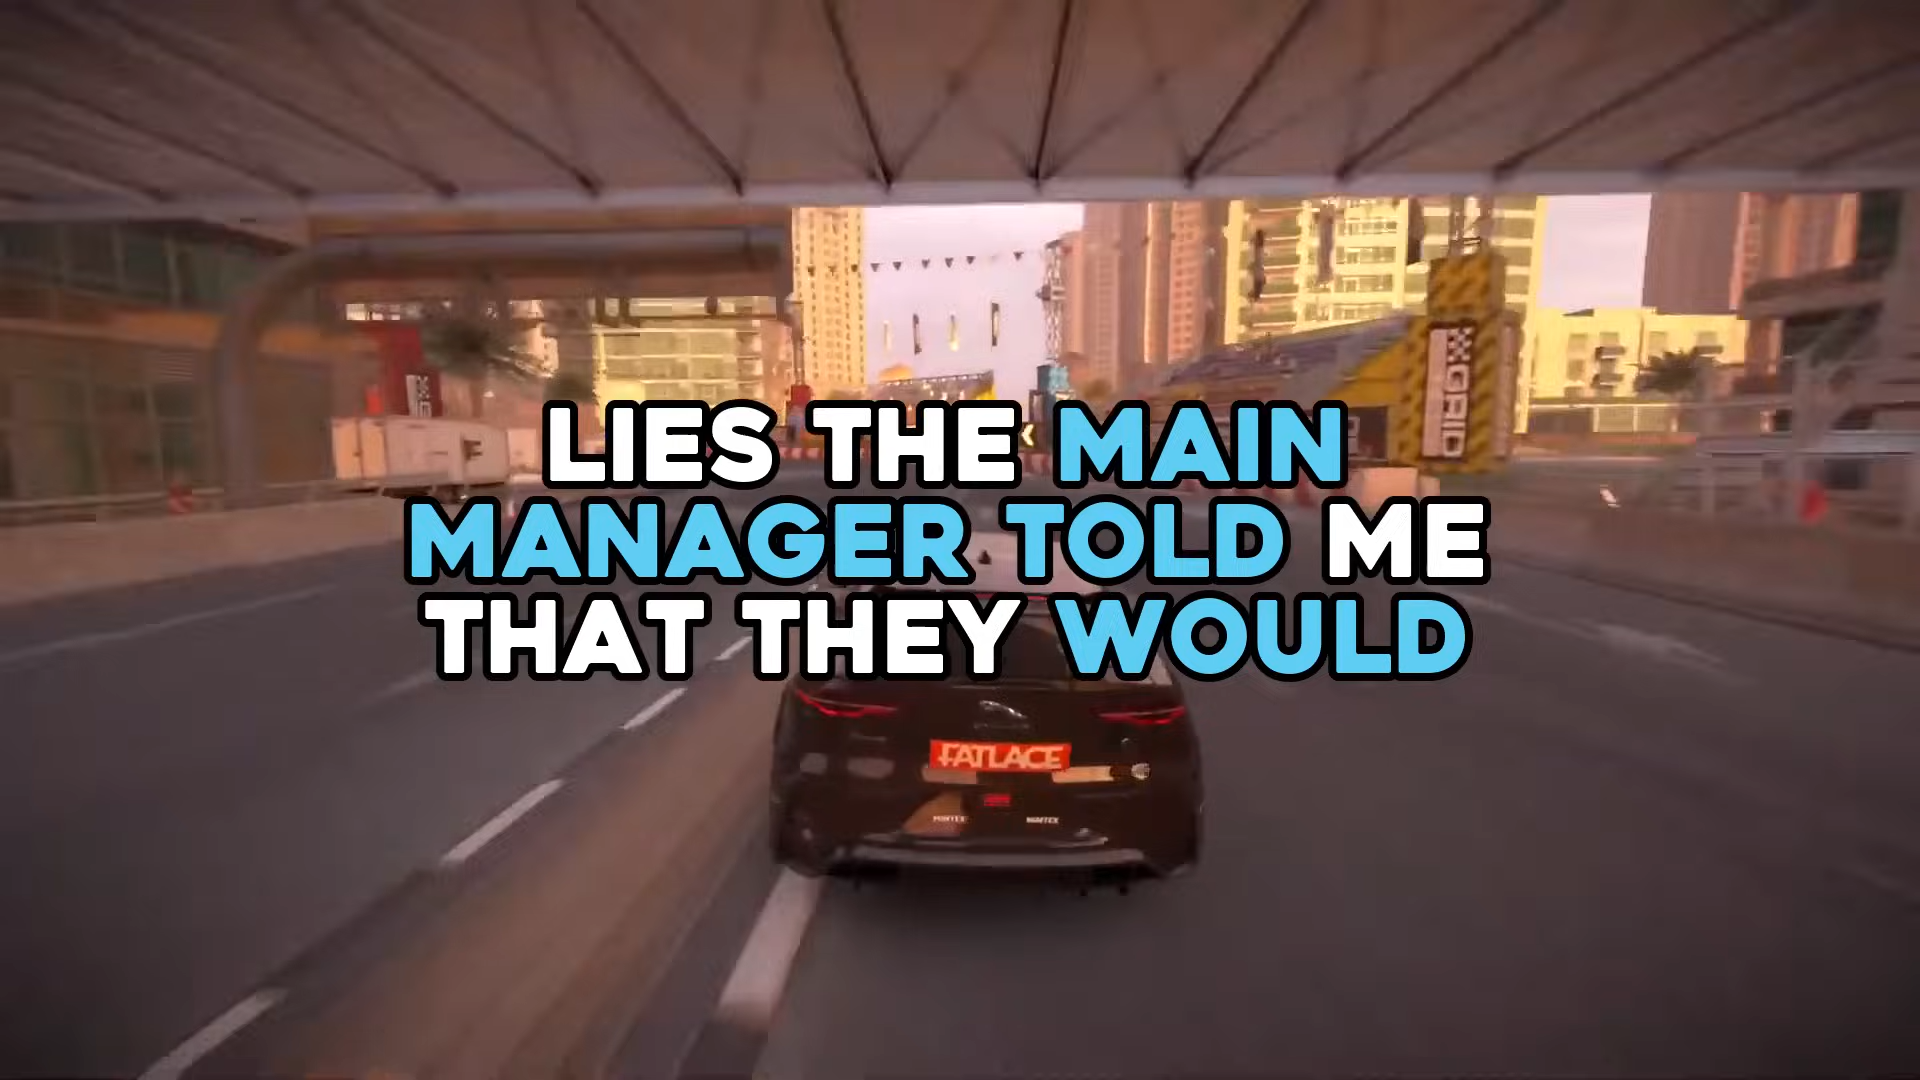 LIES THE MAIN
MANAGER TOLD ME
THAT THEY WOULD
GRID
FATLACE